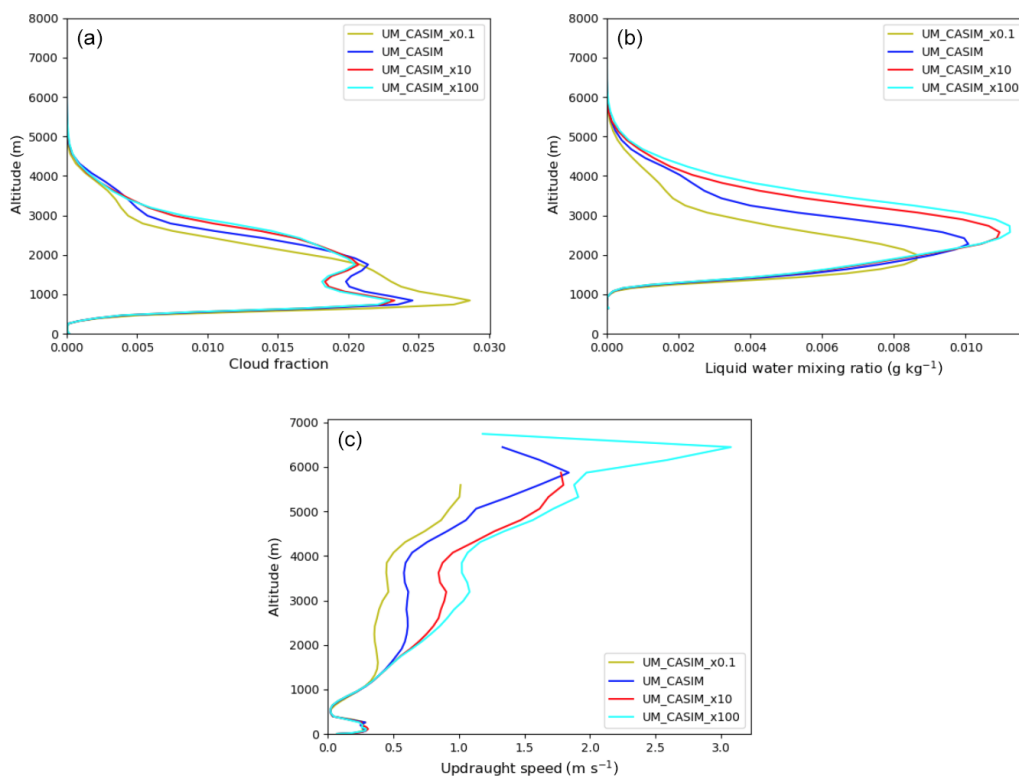 (a)
UM_CASIM_x0.1
UM_CASIM
UM_CASIM_x10
UM_CASIM_x100
Altitude (m)
8000
7000
6000
5000
4000
3000
2000
1000
0
0.000 0.005 0.010 0.015 0.020 0.025 0.030
Cloud fraction
(b)
UM_CASIM_x0.1
UM_CASIM
UM_CASIM_x10
UM_CASIM_x100
Altitude (m)
8000
7000
6000
5000
4000
3000
2000
1000
0
0.000 0.002 0.004 0.006 0.008 0.010
Liquid water mixing ratio (g kg⁻¹)
(c)
Altitude (m)
7000
6000
5000
4000
3000
2000
1000
0
UM_CASIM_x0.1
UM_CASIM
UM_CASIM_x10
UM_CASIM_x100
0.0 0.5 1.0 1.5 2.0 2.5 3.0
Updraught speed (m s⁻¹)